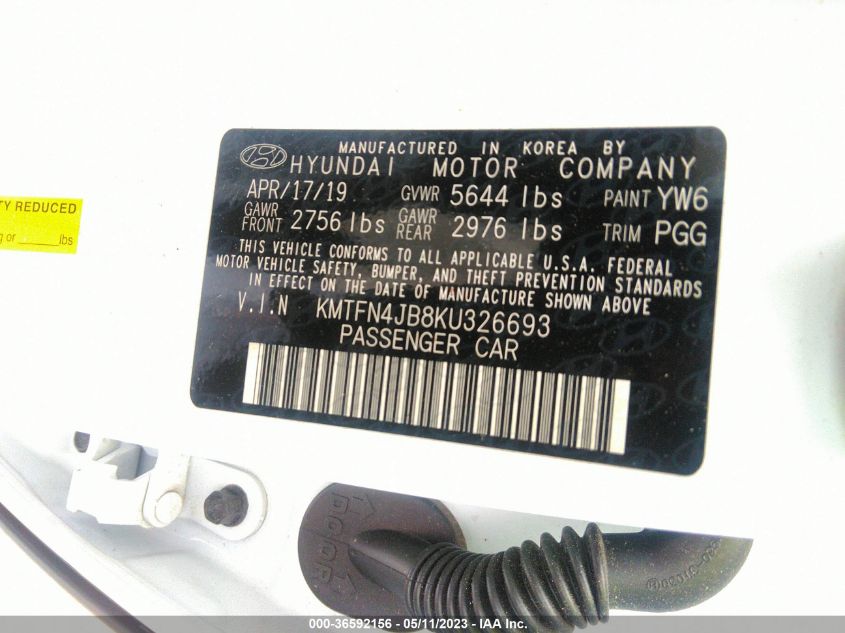 MANUFACTURED IN KOREA BY
HYUNDAI MOTOR COMPANY
APR/17/19 GVWR 5644 lbs PAINT YW6
GAWR FRONT 2756 lbs GAWR REAR 2976 lbs TRIM PGG
THIS VEHICLE CONFORMS TO ALL APPLICABLE U.S.A. FEDERAL
MOTOR VEHICLE SAFETY, BUMPER, AND THEFT PREVENTION STANDARDS
IN EFFECT ON THE DATE OF MANUFACTURE SHOWN ABOVE
V.I.N KMTFN4JB8KU326693
PASSENGER CAR
TY REDUCED
or lbs
DOOR
000-36592156 - 05/11/2023 - IAA Inc.